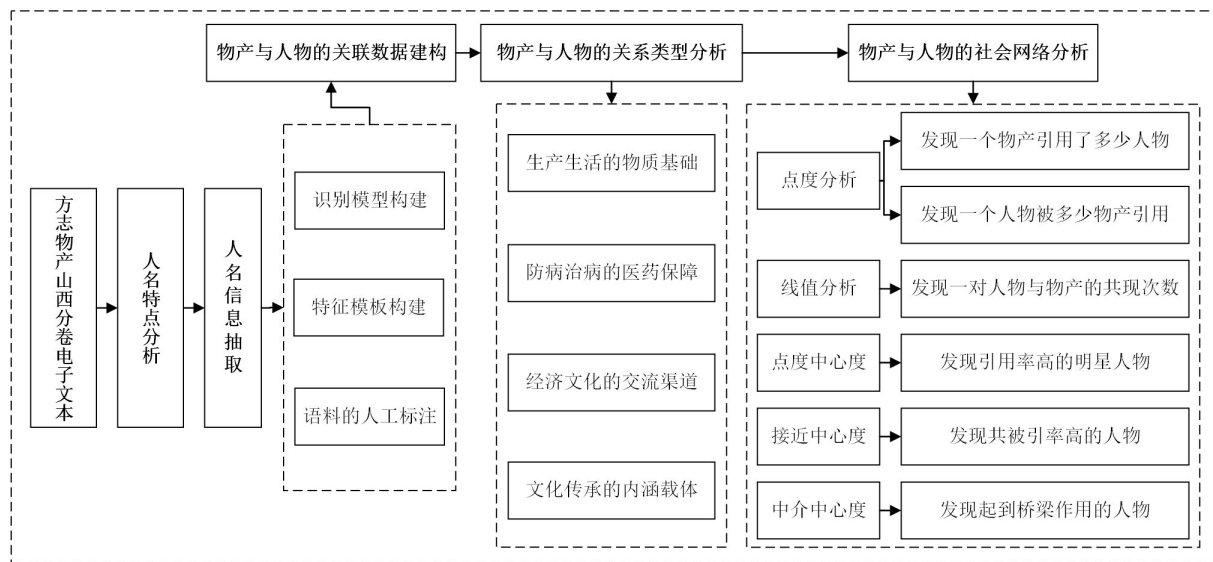 物产与人物的关联数据建构
物产与人物的关系类型分析
物产与人物的社会网络分析
方志物产山西分卷电子文本
人名特点分析
人名信息抽取
识别模型构建
特征模板构建
语料的人工标注
生产生活的物质基础
防病治病的医药保障
经济文化的交流渠道
文化传承的内涵载体
点度分析
发现一个物产引用了多少人物
发现一个人物被多少物产引用
线值分析
发现一对人物与物产的共现次数
点度中心度
发现引用率高的明星人物
接近中心度
发现共被引率高的人物
中介中心度
发现起到桥梁作用的人物